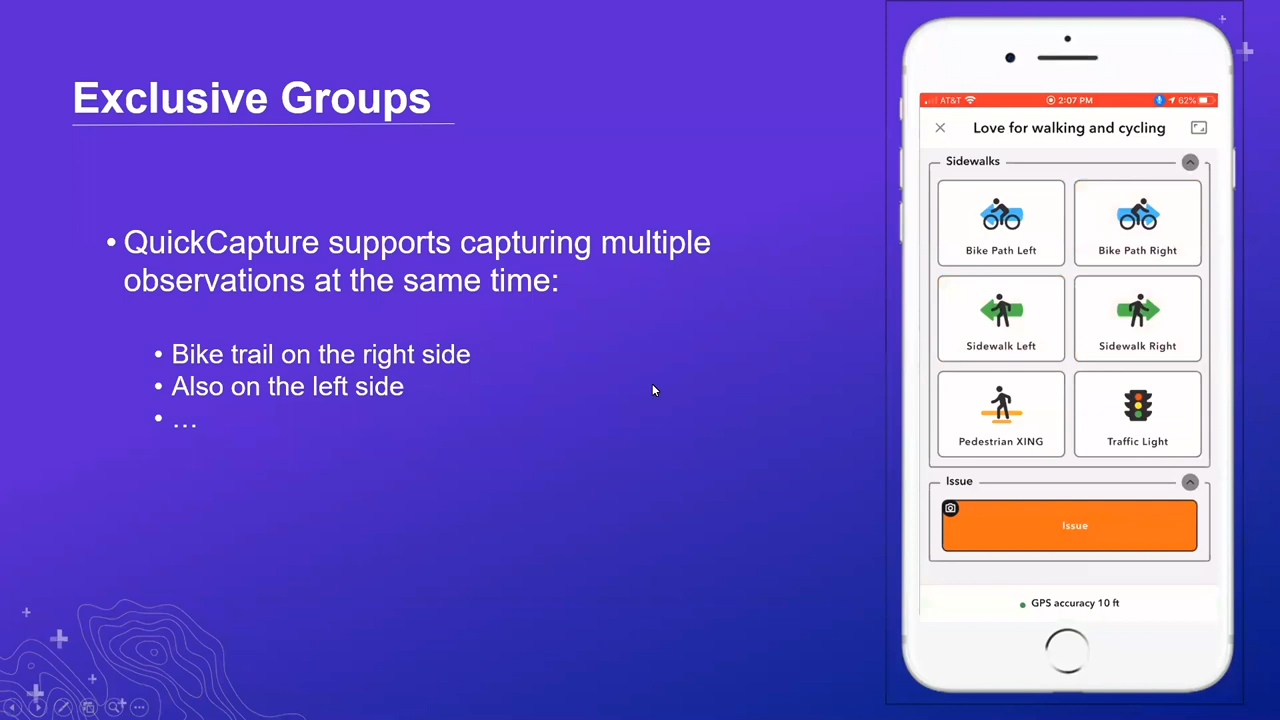 Exclusive Groups
• QuickCapture supports capturing multiple
observations at the same time:
• Bike trail on the right side
• Also on the left side
• …
AT&T 2:07 PM 62%
Love for walking and cycling
Sidewalks
Bike Path Left Bike Path Right
Sidewalk Left Sidewalk Right
Pedestrian XING Traffic Light
Issue
Issue
GPS accuracy 10 ft